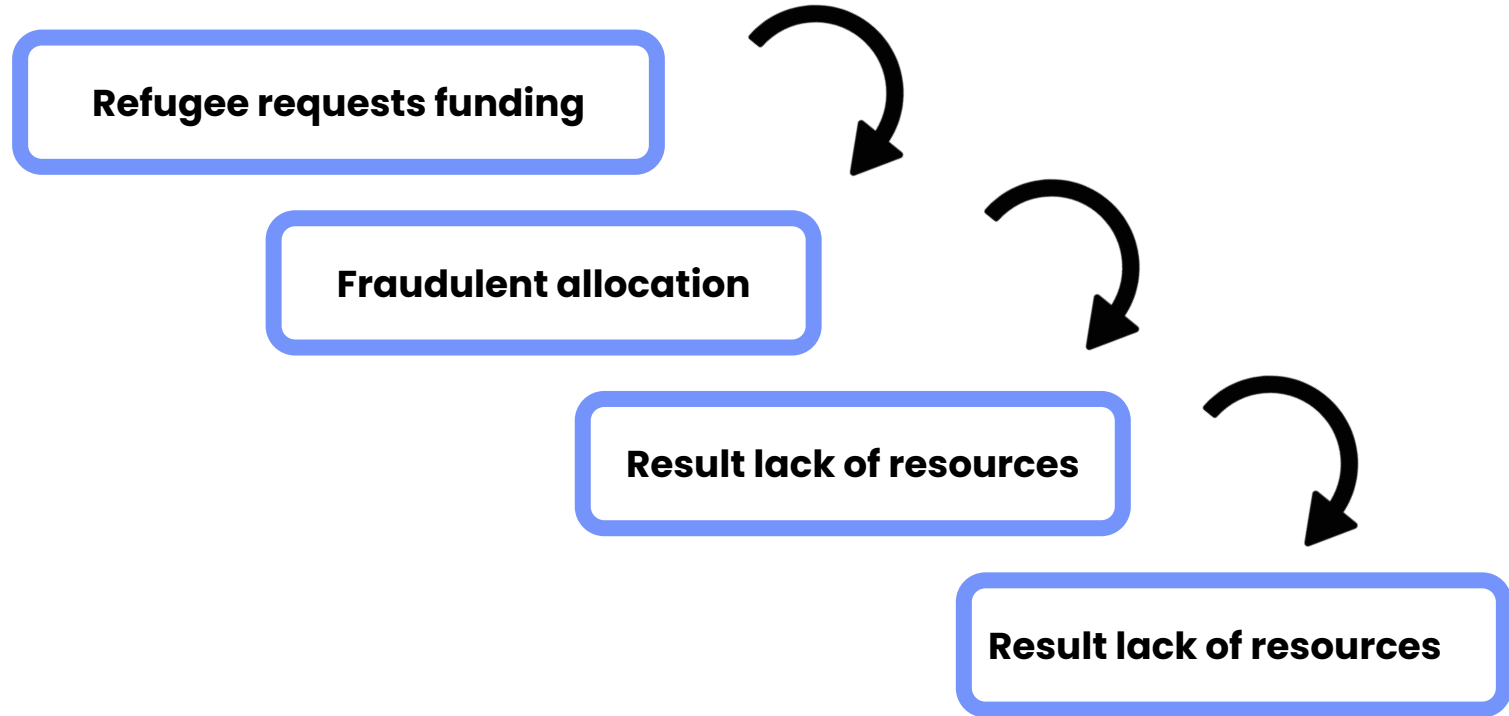 Refugee requests funding
Fraudulent allocation
Result lack of resources
Result lack of resources